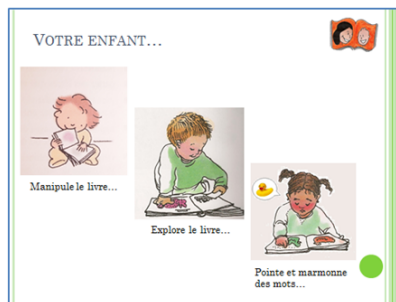 VOTRE ENFANT...
Manipule le livre...
Explore le livre...
Pointe et marmonne
des mots...